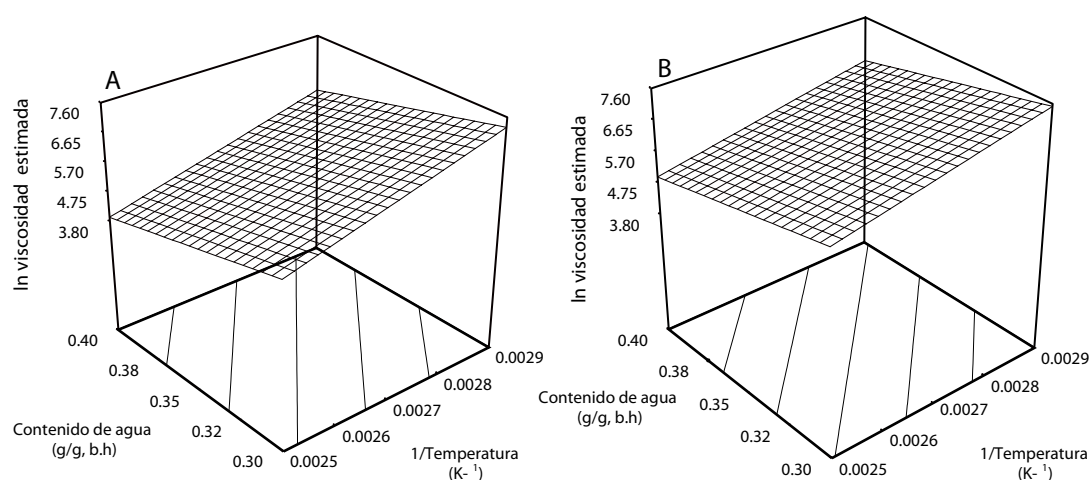 A
ln viscosidad estimada
7.60
6.65
5.70
4.75
3.80
0.40
0.38
0.35
0.32
0.30
Contenido de agua
(g/g, b.h)
0.0025
0.0026
0.0027
0.0028
0.0029
1/Temperatura
(K- ¹)
B
ln viscosidad estimada
7.60
6.65
5.70
4.75
3.80
0.40
0.38
0.35
0.32
0.30
Contenido de agua
(g/g, b.h)
0.0025
0.0026
0.0027
0.0028
0.0029
1/Temperatura
(K- ¹)